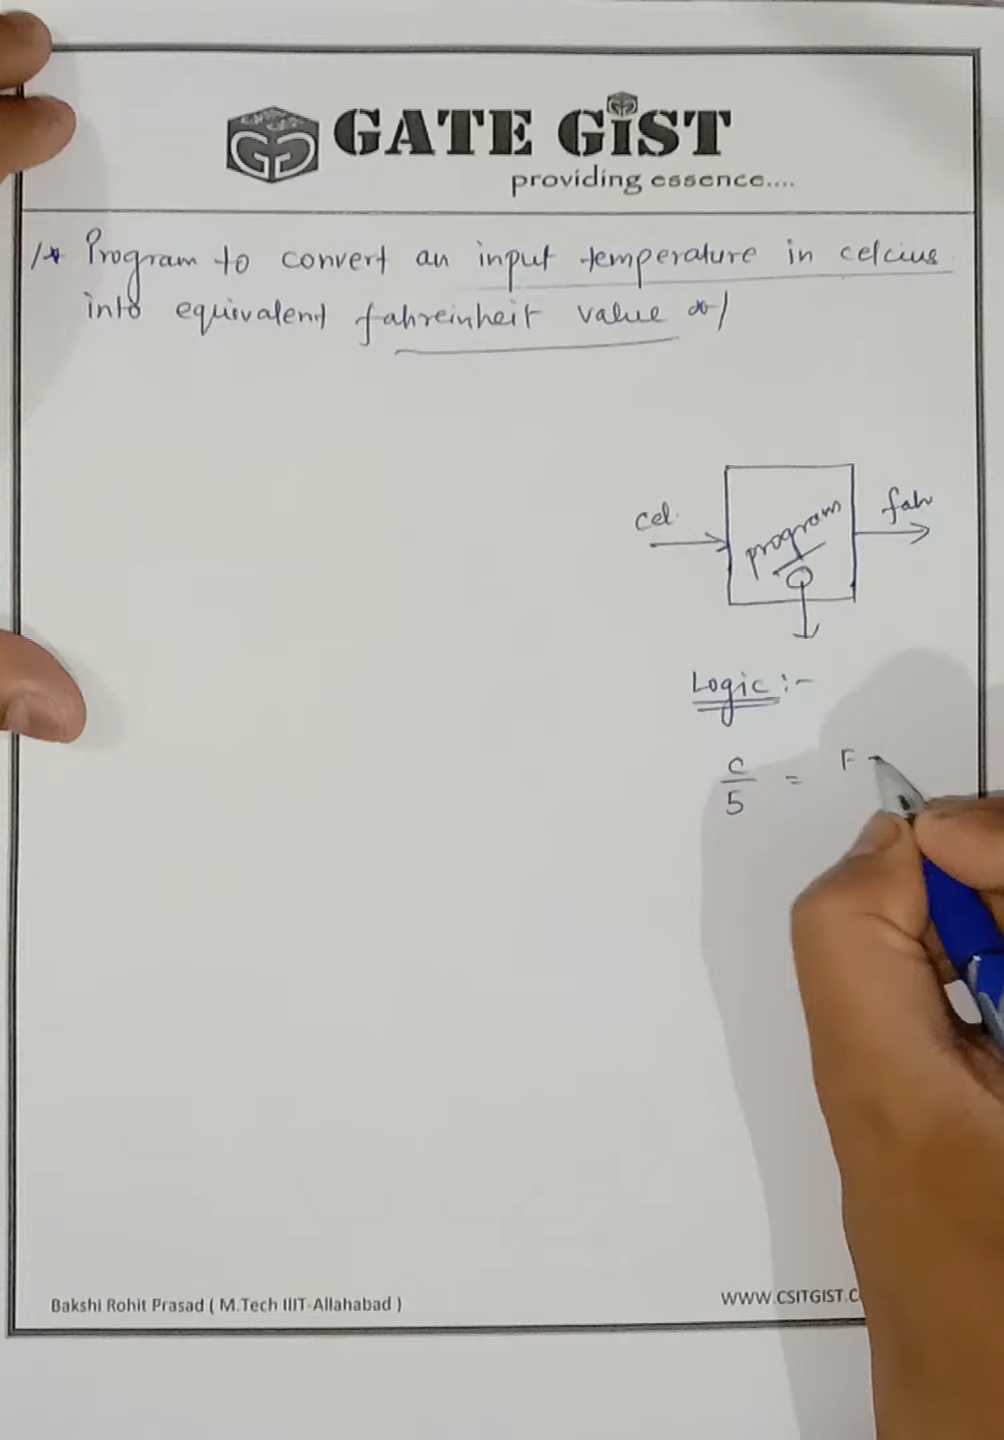 GATE GiST
providing essence....
/* Program to convert an input temperature in celcius
into equivalent fahreinheit value */
cel.
program
fah
Logic :-
C/5 = F -
Bakshi Rohit Prasad ( M.Tech IIIT-Allahabad )
WWW.CSITGIST.C